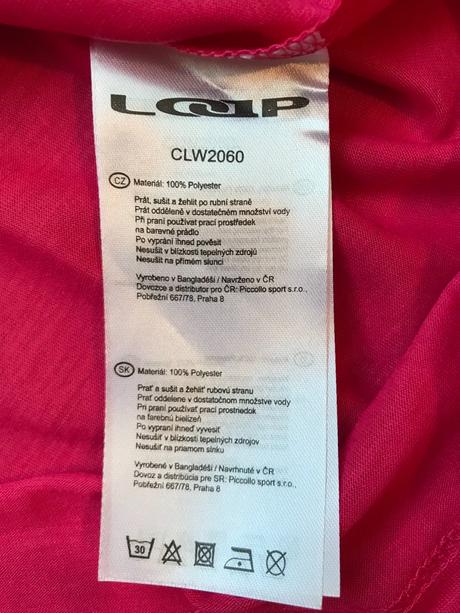 LOAP
CLW2060
CZ Materiál: 100% Polyester
Prát, sušit a žehlit po rubní straně
Prát odděleně v dostatečném množství vody
Při praní používat prací prostředek
na barevné prádlo
Po vyprání ihned pověsit
Nesušit v blízkosti tepelných zdrojů
Nesušit na přímém slunci
Vyrobeno v Bangladéši / Navrženo v ČR
Dovozce a distributor pro ČR: Piccollo sport s.r.o.,
Pobřežní 667/78, Praha 8
SK Materiál: 100% Polyester
Prať a sušiť a žehliť rubovú stranu
Prať oddelene v dostatočnom množstve vody
Pri praní používať prací prostriedok
na farebnú bielizeň
Po vypraní ihneď vyvesiť
Nesušiť v blízkosti tepelných zdrojov
Nesušiť na priamom slnku
Vyrobené v Bangladéši / Navrhnuté v ČR
Dovoz a distribúcia pre SR: Piccollo sport s.r.o.,
Pobřežní 667/78, Praha 8
30